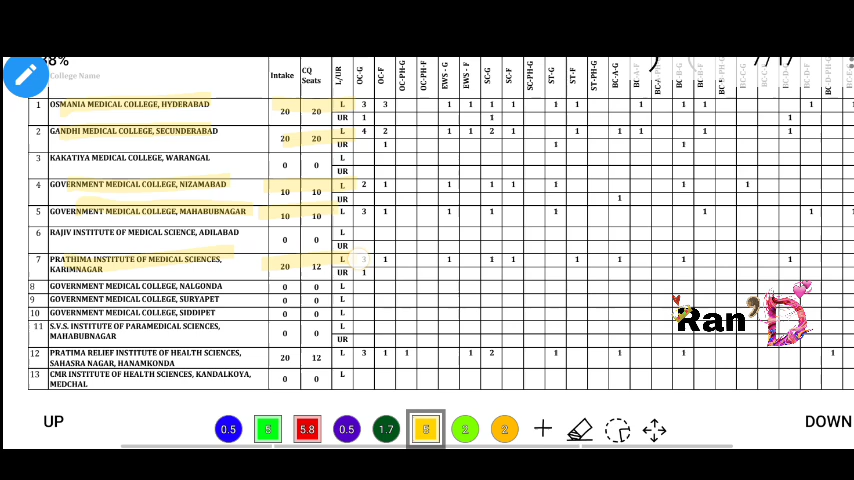 38%
7/17
College Name Intake CQ Seats L/UR OC-G OC-F OC-PH-G OC-PH-F EWS - G EWS - F SC-G SC-F SC-PH-G ST-G ST-F ST-PH-G BC-A-G BC-A-F BC-B-G BC-B-F BC-C-G BC-D-G BC-D-F
1 OSMANIA MEDICAL COLLEGE, HYDERABAD 20 20 L 3 3 1 1 1 1 1 1 1 1 1 1
UR 1 1 1
2 GANDHI MEDICAL COLLEGE, SECUNDERABAD 20 20 L 4 2 1 1 2 1 1 1 1 1 1
UR 1 1 1
3 KAKATIYA MEDICAL COLLEGE, WARANGAL 0 0 L
UR
4 GOVERNMENT MEDICAL COLLEGE, NIZAMABAD 10 10 L 2 1 1 1 1 1 1 1
UR 1
5 GOVERNMENT MEDICAL COLLEGE, MAHABUBNAGAR 10 10 L 3 1 1 1 1 1 1 1
6 RAJIV INSTITUTE OF MEDICAL SCIENCE, ADILABAD 0 0 L
UR
7 PRATHIMA INSTITUTE OF MEDICAL SCIENCES, KARIMNAGAR 20 12 L 3 1 1 1 1 1 1 1 1
UR 1
8 GOVERNMENT MEDICAL COLLEGE, NALGONDA 0 0 L
9 GOVERNMENT MEDICAL COLLEGE, SURYAPET 0 0 L
10 GOVERNMENT MEDICAL COLLEGE, SIDDIPET 0 0 L
11 S.V.S. INSTITUTE OF PARAMEDICAL SCIENCES, MAHABUBNAGAR 0 0 L
UR
12 PRATIMA RELIEF INSTITUTE OF HEALTH SCIENCES, SAHASRA NAGAR, HANAMKONDA 20 12 L 3 1 1 1 2 1 1 1 1
13 CMR INSTITUTE OF HEALTH SCIENCES, KANDALKOYA, MEDCHAL 0 0 L
Ran'D
UP 0.5 5 5.8 0.5 1.7 5 2 2 DOWN